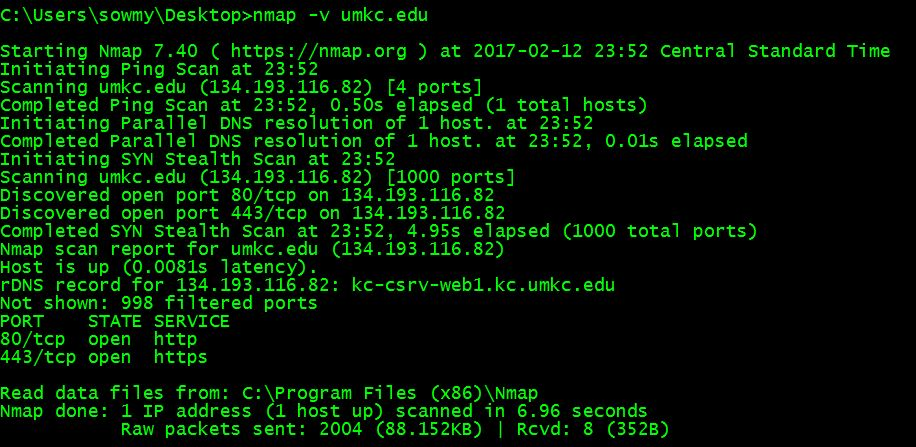 C:\Users\sowmy\Desktop>nmap -v umkc.edu
Starting Nmap 7.40 ( https://nmap.org ) at 2017-02-12 23:52 Central Standard Time
Initiating Ping Scan at 23:52
Scanning umkc.edu (134.193.116.82) [4 ports]
Completed Ping Scan at 23:52, 0.50s elapsed (1 total hosts)
Initiating Parallel DNS resolution of 1 host. at 23:52
Completed Parallel DNS resolution of 1 host. at 23:52, 0.01s elapsed
Initiating SYN Stealth Scan at 23:52
Scanning umkc.edu (134.193.116.82) [1000 ports]
Discovered open port 80/tcp on 134.193.116.82
Discovered open port 443/tcp on 134.193.116.82
Completed SYN Stealth Scan at 23:52, 4.95s elapsed (1000 total ports)
Nmap scan report for umkc.edu (134.193.116.82)
Host is up (0.0081s latency).
rDNS record for 134.193.116.82: kc-csrv-web1.kc.umkc.edu
Not shown: 998 filtered ports
PORT    STATE SERVICE
80/tcp  open  http
443/tcp open  https
Read data files from: C:\Program Files (x86)\Nmap
Nmap done: 1 IP address (1 host up) scanned in 6.96 seconds
           Raw packets sent: 2004 (88.152KB) | Rcvd: 8 (352B)